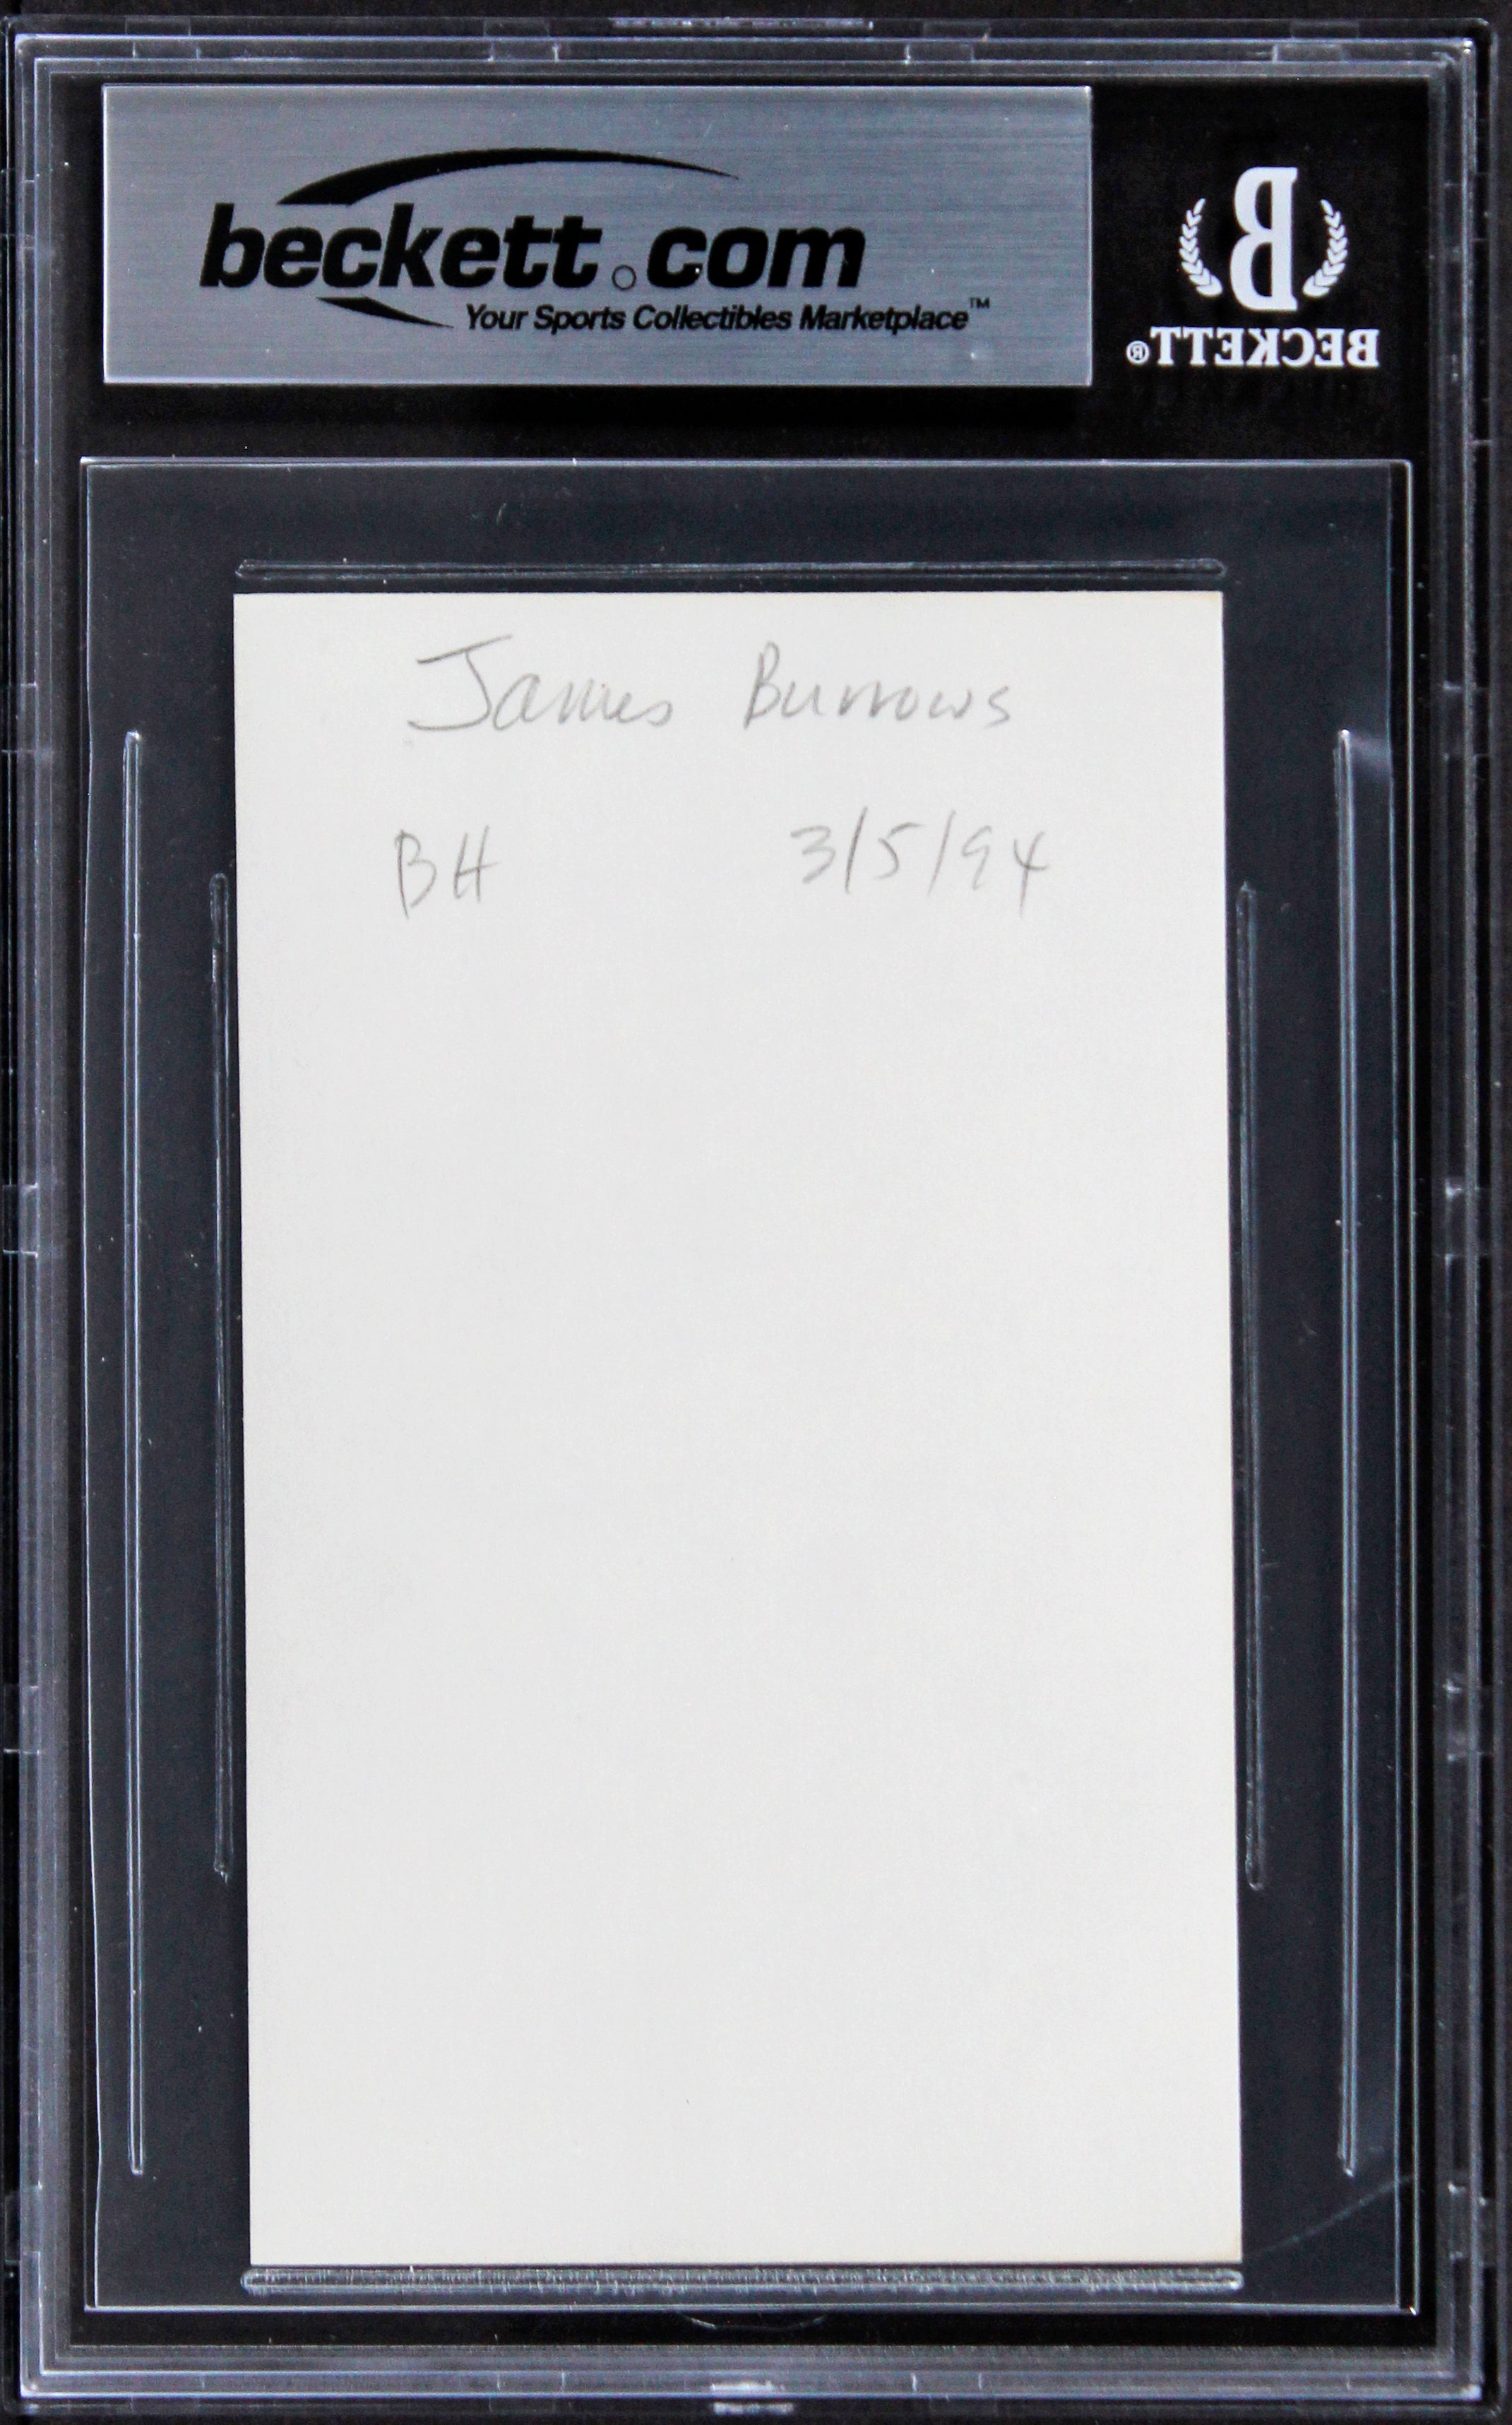 beckett.com
Your Sports Collectibles Marketplace™
B
BECKETT®
James Burrows
BH 3/5/94